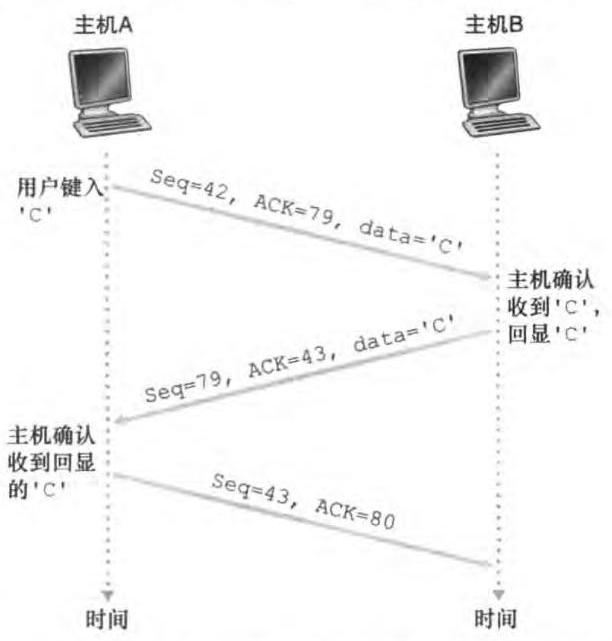 主机A
主机B
用户键入
'C'
Seq=42, ACK=79, data='C'
主机确认
收到'C',
回显'C'
Seq=79, ACK=43, data='C'
主机确认
收到回显
的'C'
Seq=43, ACK=80
时间
时间